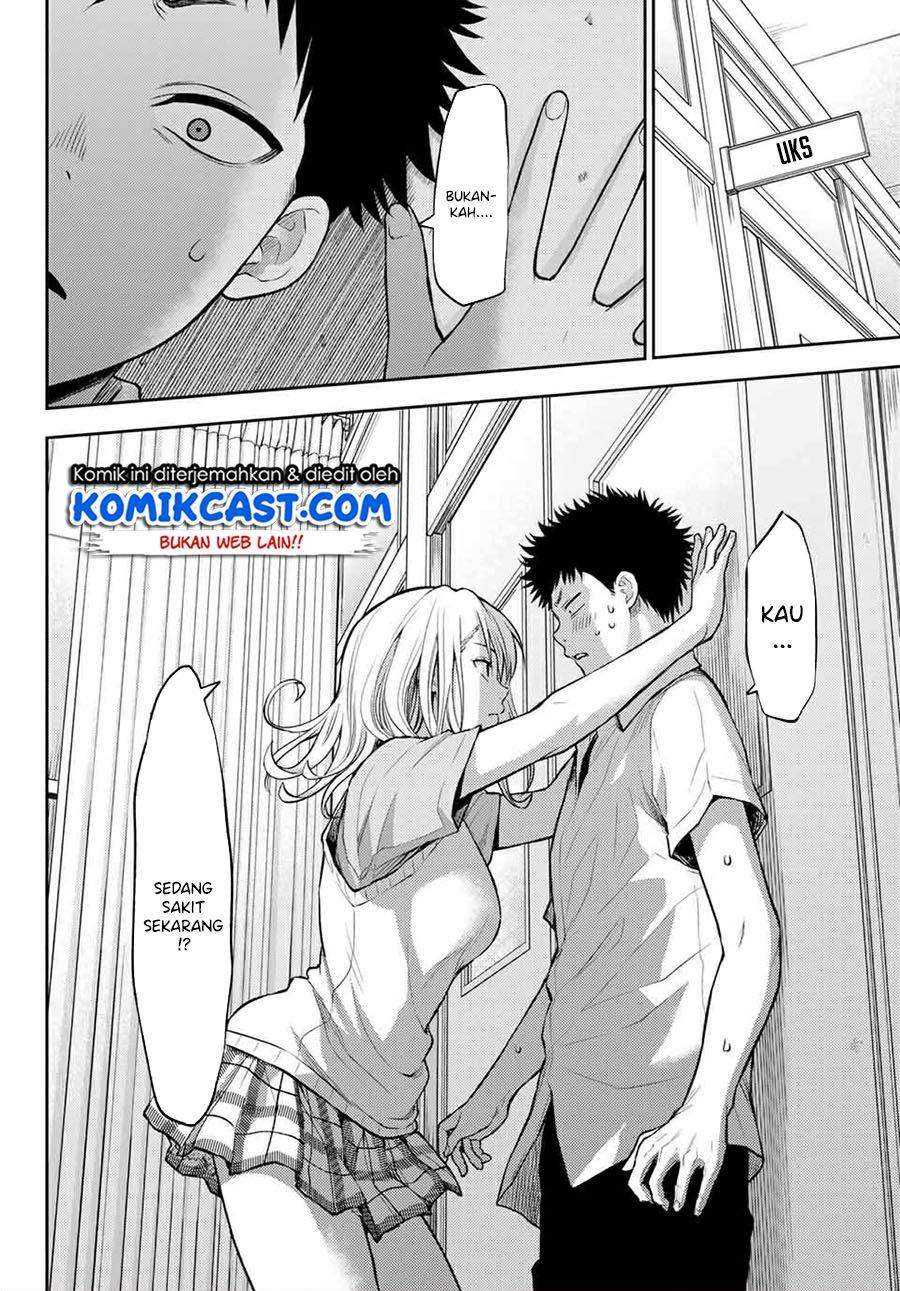 UKS
BUKAN-
KAH....
Komik ini diterjemahkan & diedit oleh
KOMIKCAST.COM
BUKAN WEB LAIN!!
KAU
...
SEDANG
SAKIT
SEKARANG
!?